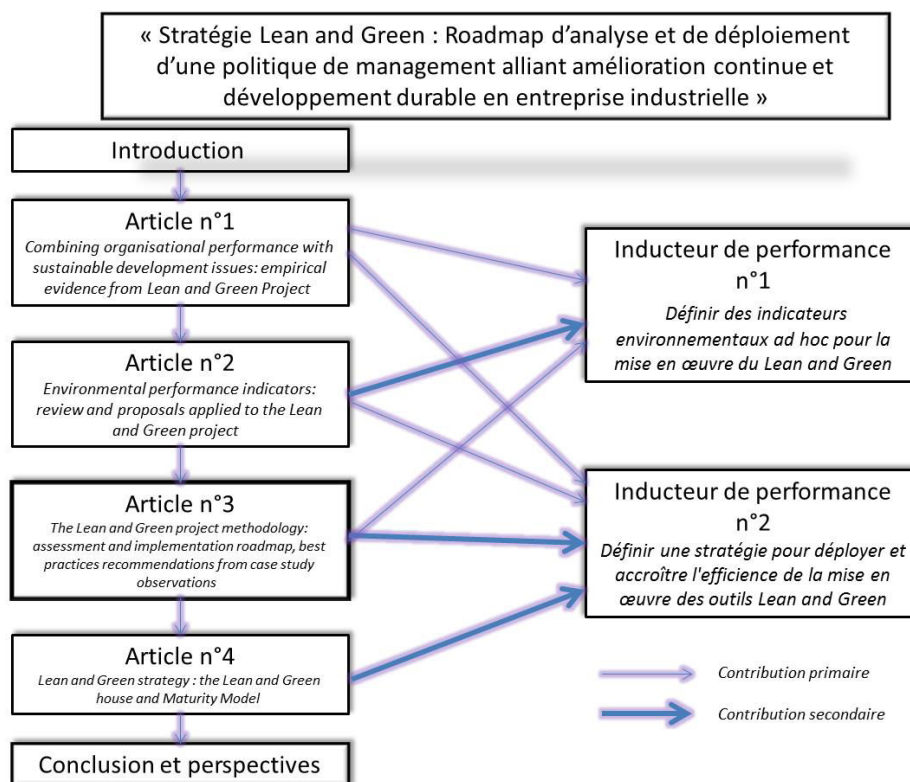 « Stratégie Lean and Green : Roadmap d'analyse et de déploiement
d'une politique de management alliant amélioration continue et
développement durable en entreprise industrielle »
Introduction
Article n°1
Combining organisational performance with
sustainable development issues: empirical
evidence from Lean and Green Project
Article n°2
Environmental performance indicators:
review and proposals applied to the Lean
and Green project
Article n°3
The Lean and Green project methodology:
assessment and implementation roadmap, best
practices recommendations from case study
observations
Article n°4
Lean and Green strategy : the Lean and Green
house and Maturity Model
Conclusion et perspectives
Inducteur de performance
n°1
Définir des indicateurs
environnementaux ad hoc pour la
mise en œuvre du Lean and Green
Inducteur de performance
n°2
Définir une stratégie pour déployer et
accroître l'efficience de la mise en
œuvre des outils Lean and Green
Contribution primaire
Contribution secondaire